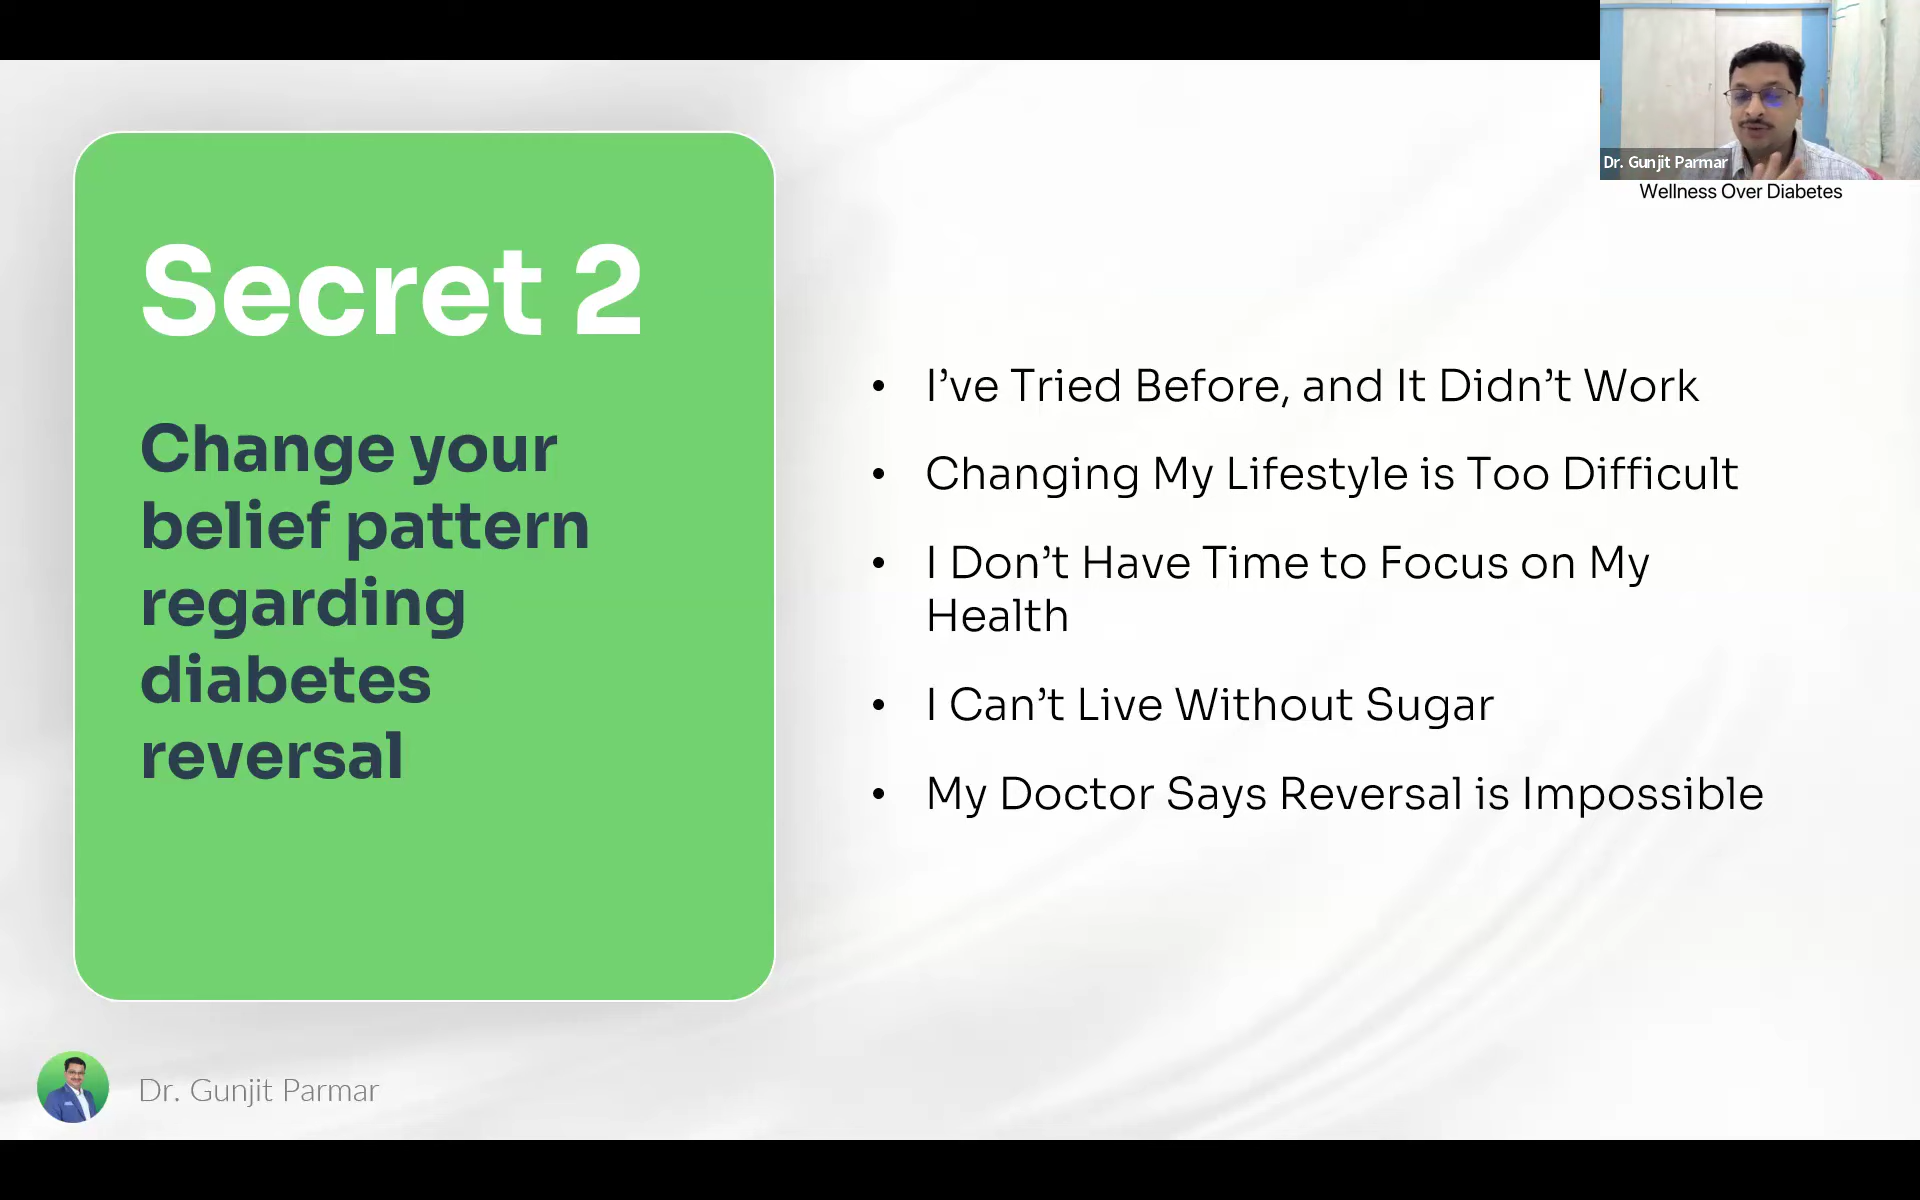 Secret 2
Change your
belief pattern
regarding
diabetes
reversal
• I’ve Tried Before, and It Didn’t Work
• Changing My Lifestyle is Too Difficult
• I Don’t Have Time to Focus on My
Health
• I Can’t Live Without Sugar
• My Doctor Says Reversal is Impossible
Dr. Gunjit Parmar
Wellness Over Diabetes
Dr. Gunjit Parmar